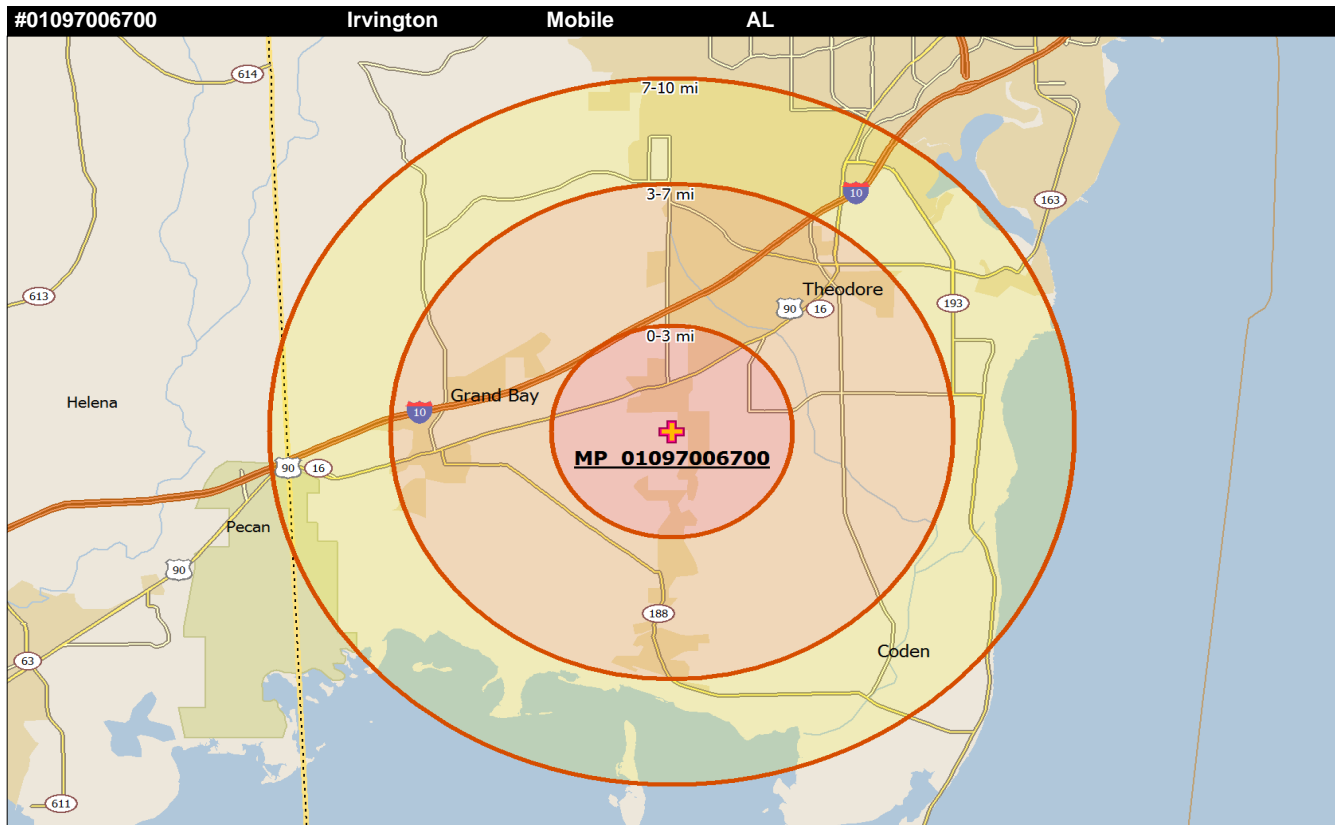 #01097006700 Irvington Mobile AL
614
7-10 mi
10
3-7 mi
163
613
Theodore
193
90 16
0-3 mi
Grand Bay
Helena
10
MP 01097006700
90 16
Pecan
90
188
Coden
63
611